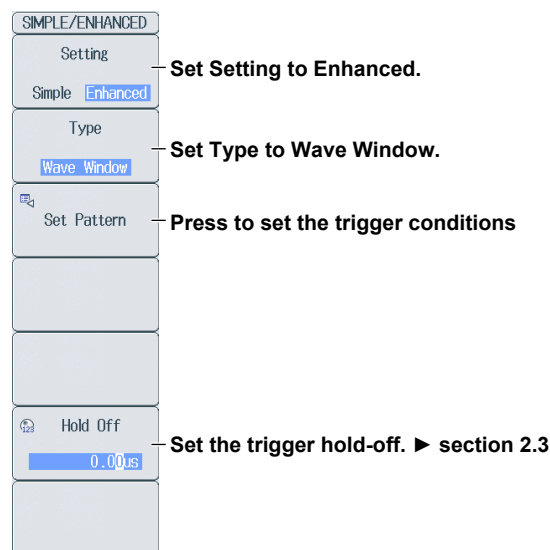 SIMPLE/ENHANCED
Setting
Simple Enhanced
Set Setting to Enhanced.
Type
Wave Window
Set Type to Wave Window.
Set Pattern
Press to set the trigger conditions
123 Hold Off
0.00us
Set the trigger hold-off. ► section 2.3